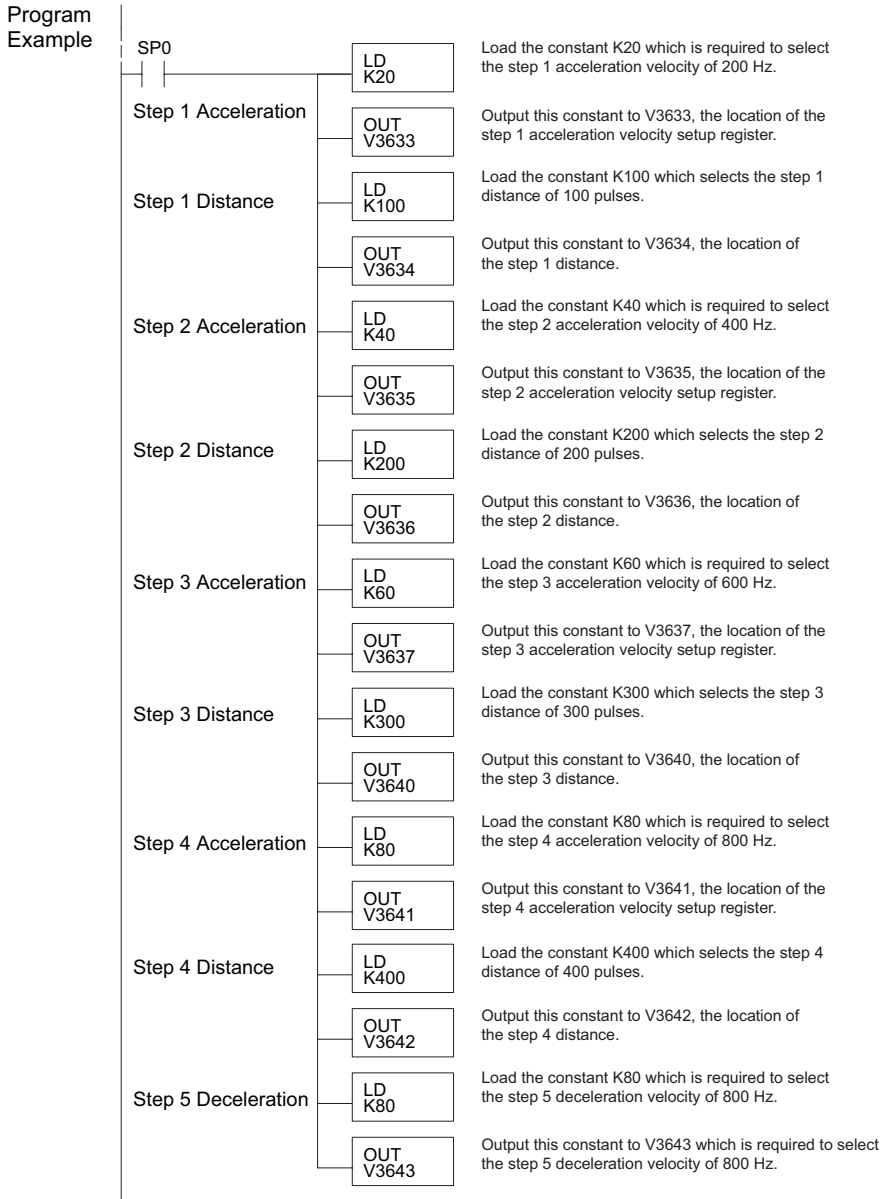 Program
Example
SP0
LD
K20
Load the constant K20 which is required to select
the step 1 acceleration velocity of 200 Hz.
Step 1 Acceleration
OUT
V3633
Output this constant to V3633, the location of the
step 1 acceleration velocity setup register.
Step 1 Distance
LD
K100
Load the constant K100 which selects the step 1
distance of 100 pulses.
OUT
V3634
Output this constant to V3634, the location of
the step 1 distance.
Step 2 Acceleration
LD
K40
Load the constant K40 which is required to select
the step 2 acceleration velocity of 400 Hz.
OUT
V3635
Output this constant to V3635, the location of the
step 2 acceleration velocity setup register.
Step 2 Distance
LD
K200
Load the constant K200 which selects the step 2
distance of 200 pulses.
OUT
V3636
Output this constant to V3636, the location of
the step 2 distance.
Step 3 Acceleration
LD
K60
Load the constant K60 which is required to select
the step 3 acceleration velocity of 600 Hz.
OUT
V3637
Output this constant to V3637, the location of the
step 3 acceleration velocity setup register.
Step 3 Distance
LD
K300
Load the constant K300 which selects the step 3
distance of 300 pulses.
OUT
V3640
Output this constant to V3640, the location of
the step 3 distance.
Step 4 Acceleration
LD
K80
Load the constant K80 which is required to select
the step 4 acceleration velocity of 800 Hz.
OUT
V3641
Output this constant to V3641, the location of the
step 4 acceleration velocity setup register.
Step 4 Distance
LD
K400
Load the constant K400 which selects the step 4
distance of 400 pulses.
OUT
V3642
Output this constant to V3642, the location of
the step 4 distance.
Step 5 Deceleration
LD
K80
Load the constant K80 which is required to select
the step 5 deceleration velocity of 800 Hz.
OUT
V3643
Output this constant to V3643 which is required to select
the step 5 deceleration velocity of 800 Hz.